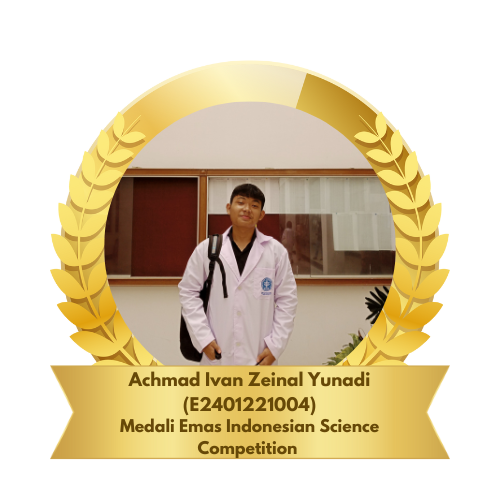 Achmad Ivan Zeinal Yunadi
(E2401221004)
Medali Emas Indonesian Science
Competition